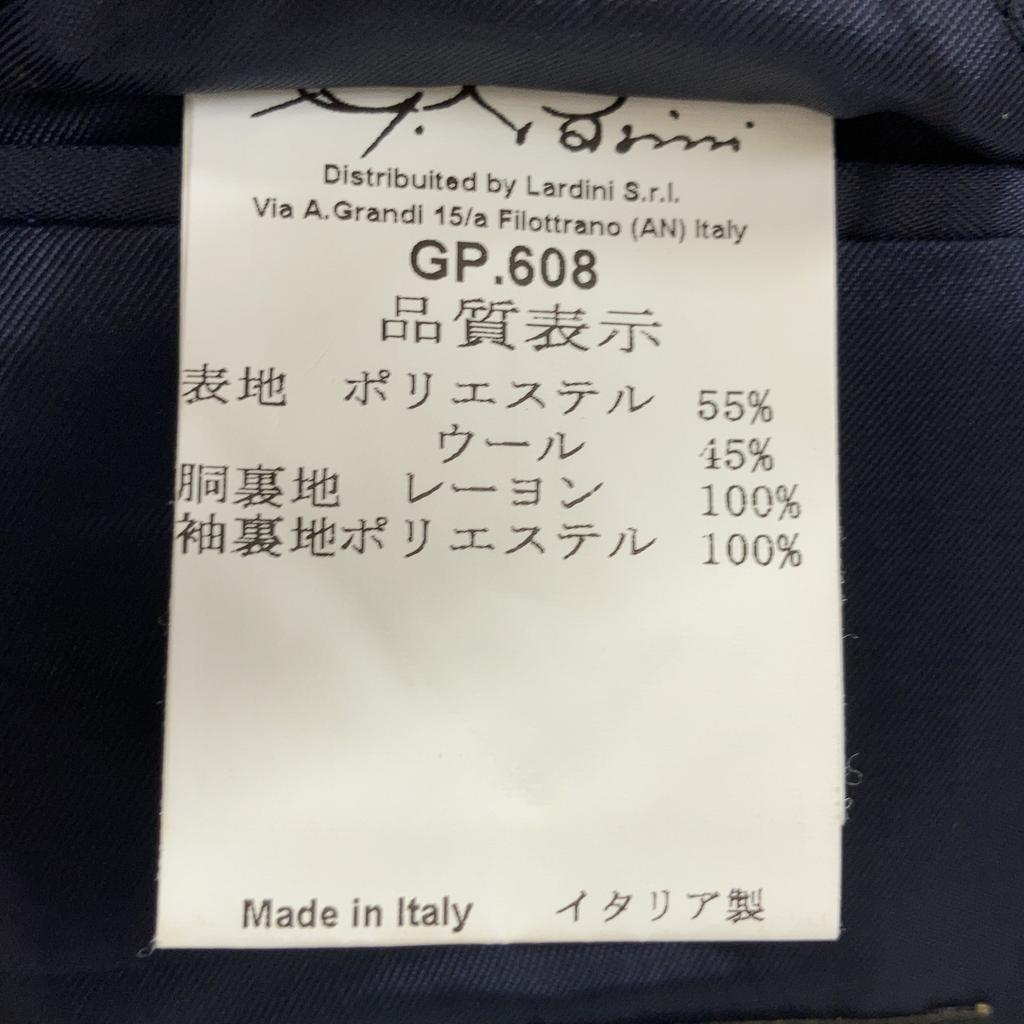 Distribuited by Lardini S.r.l.
Via A.Grandi 15/a Filottrano (AN) Italy
GP.608
品質表示
表地 ポリエステル 55%
ウール 45%
胴裏地 レーヨン 100%
袖裏地ポリエステル 100%
Made in Italy イタリア製